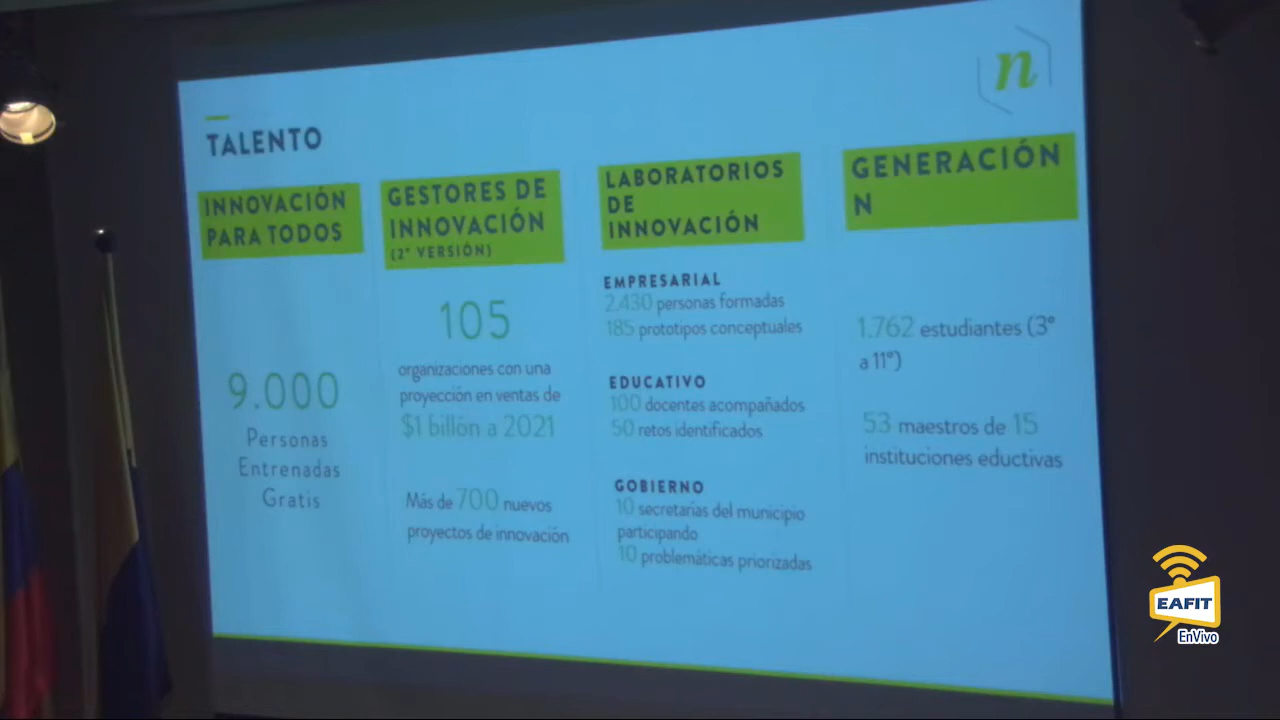 n
TALENTO
INNOVACIÓN
PARA TODOS
9.000
Personas
Entrenadas
Gratis
GESTORES DE
INNOVACIÓN
(2° VERSIÓN)
105
organizaciones con una
proyección en ventas de
$1 billón a 2021
Más de 700 nuevos
proyectos de innovación
LABORATORIOS
DE
INNOVACIÓN
EMPRESARIAL
2.430 personas formadas
185 prototipos conceptuales
EDUCATIVO
100 docentes acompañados
50 retos identificados
GOBIERNO
10 secretarias del municipio
participando
10 problemáticas priorizadas
GENERACIÓN
N
1.762 estudiantes (3°
a 11°)
53 maestros de 15
instituciones eductivas
EAFIT
EnVivo